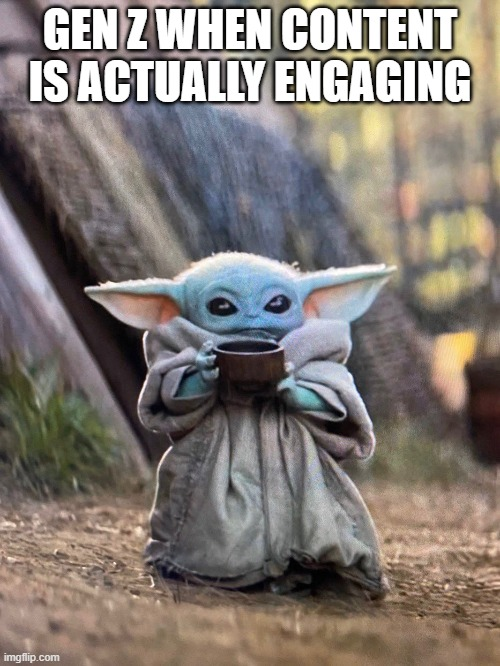 GEN Z WHEN CONTENT
IS ACTUALLY ENGAGING
imgflip.com